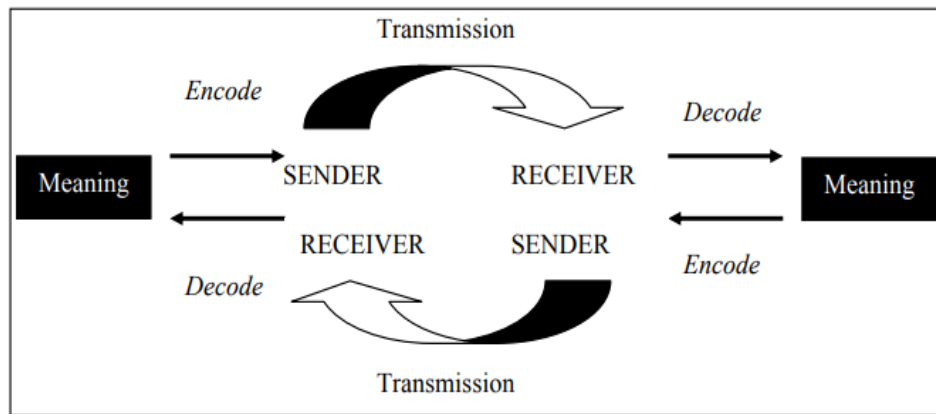 Transmission
Encode
Decode
Meaning
SENDER
RECEIVER
Meaning
RECEIVER
SENDER
Decode
Encode
Transmission